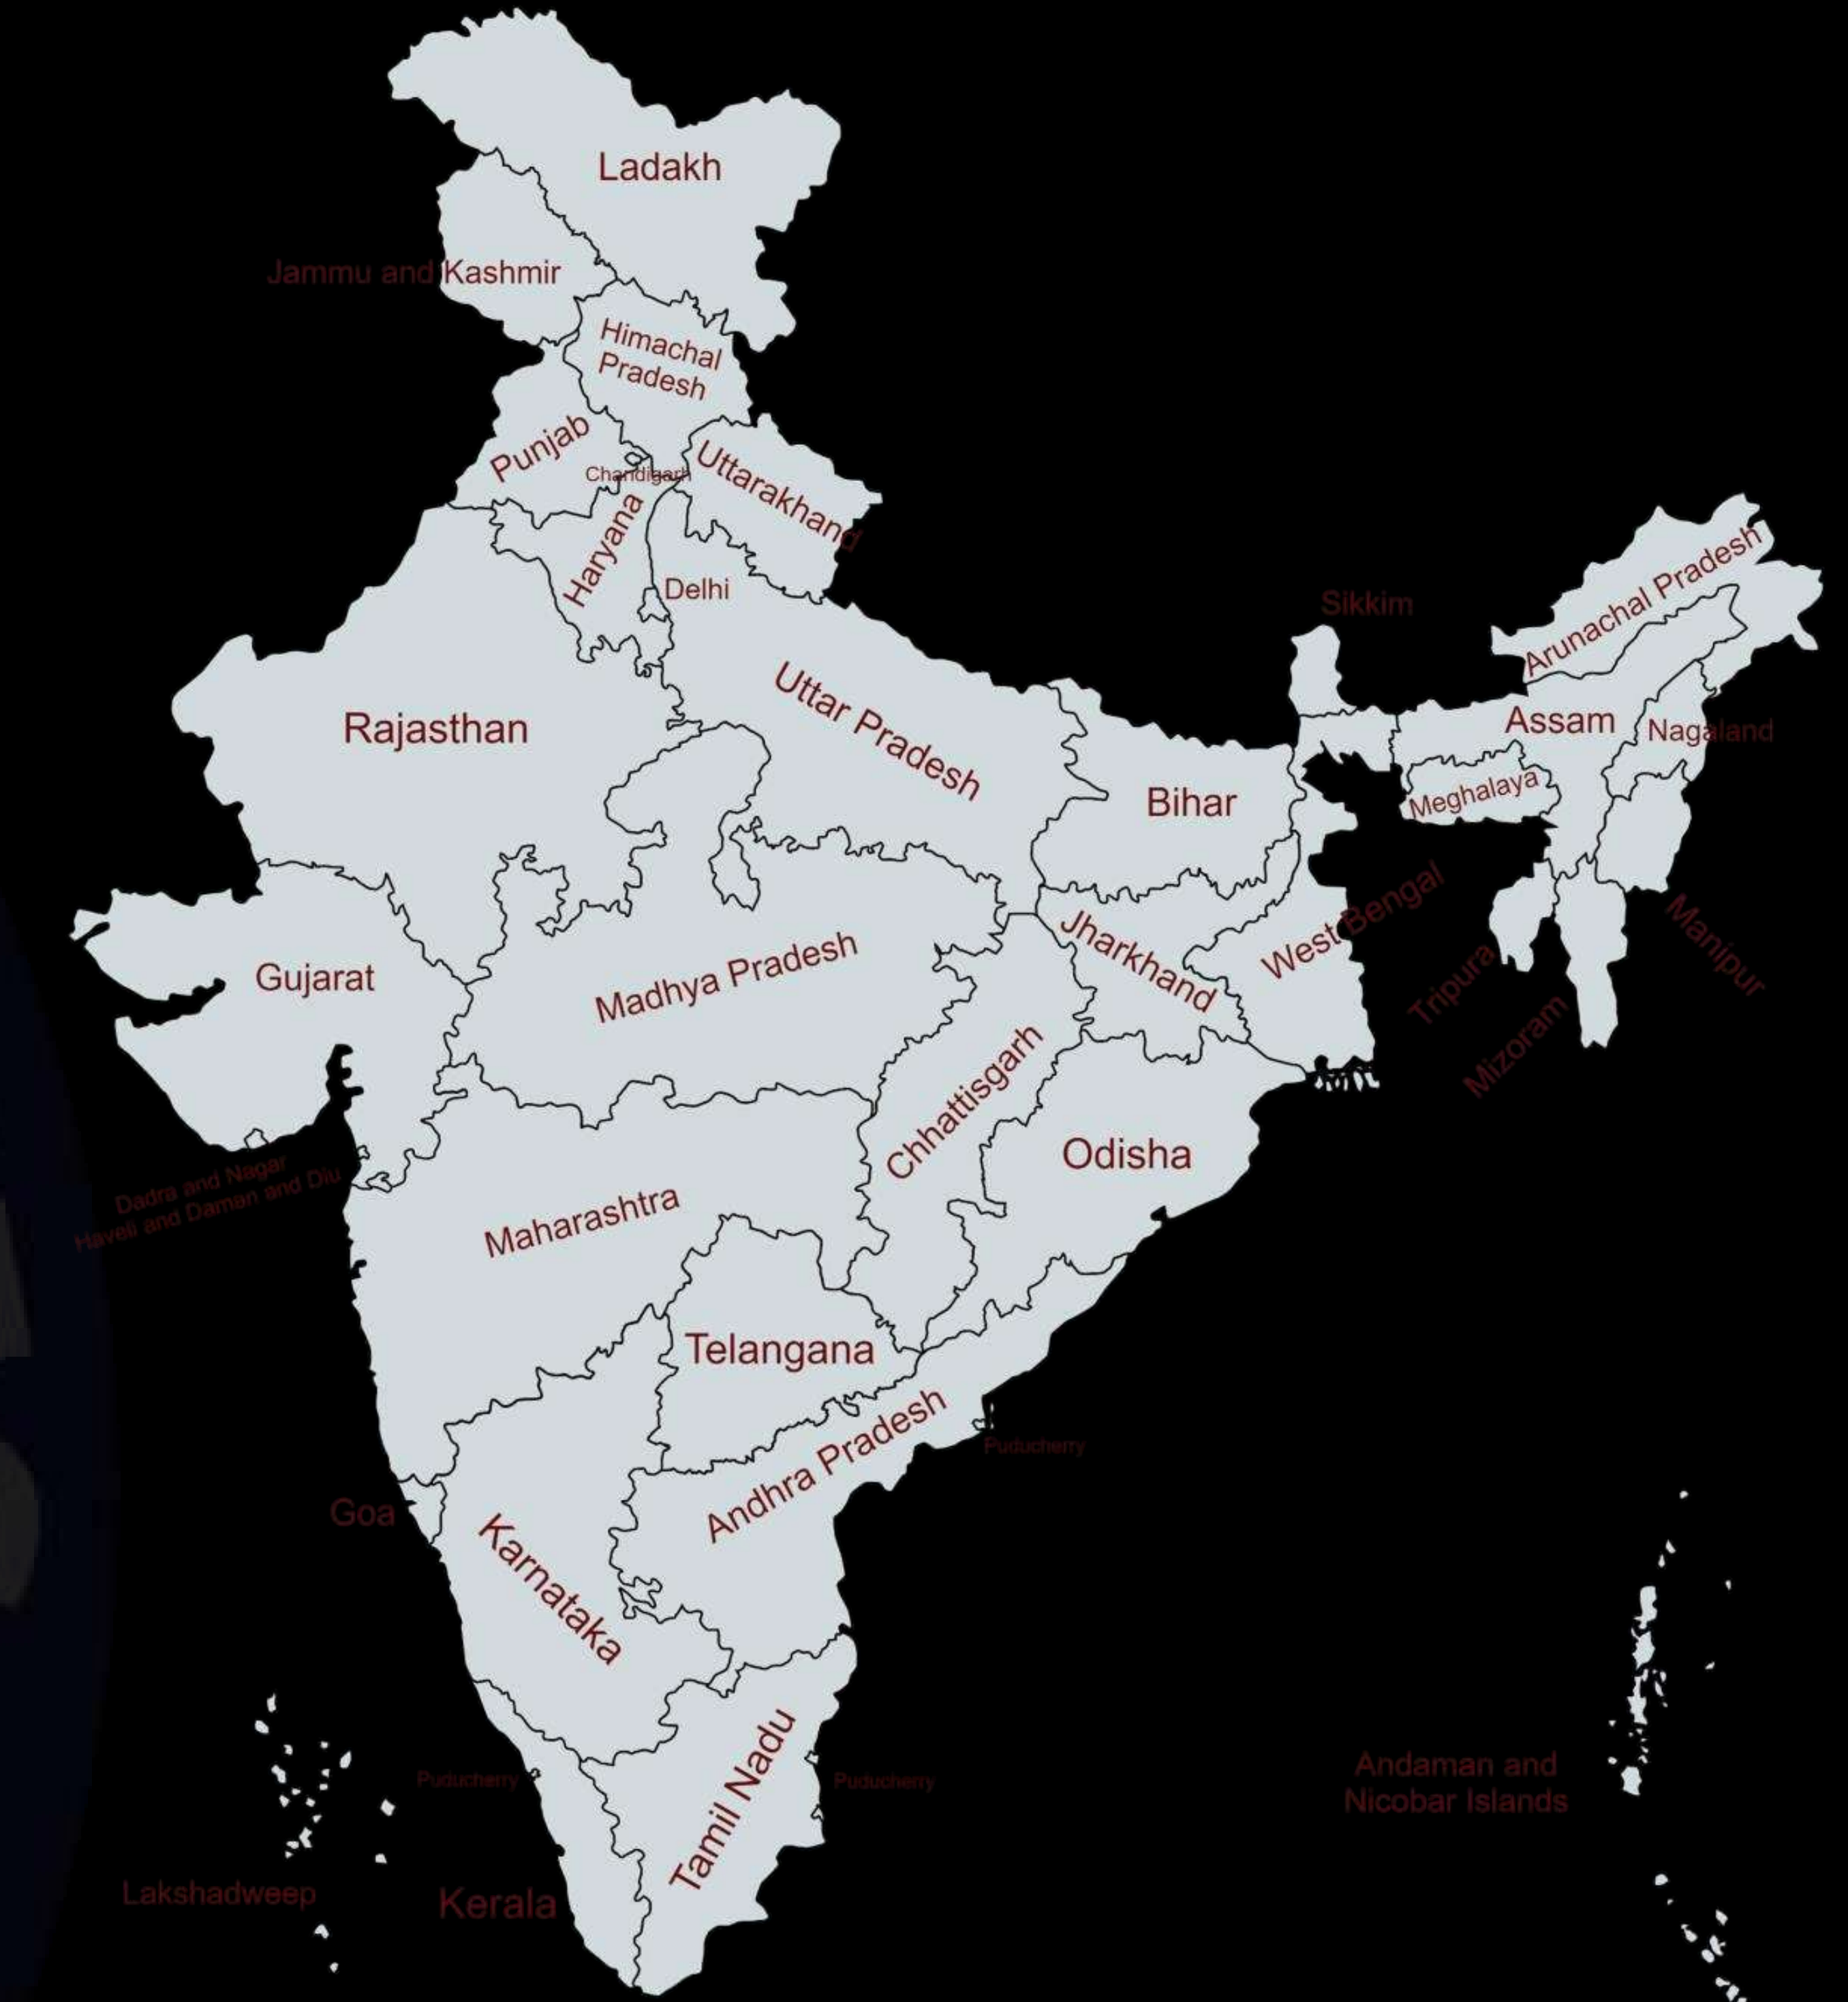 Ladakh
Jammu and Kashmir
Himachal
Pradesh
Punjab
Chandigarh
Uttarakhand
Haryana
Delhi
Arunachal Pradesh
Sikkim
Rajasthan
Uttar Pradesh
Assam
Nagaland
Bihar
Meghalaya
Gujarat
Madhya Pradesh
Jharkhand
West Bengal
Manipur
Tripura
Mizoram
Chhattisgarh
Odisha
Dadra and Nagar
Haveli and Daman and Diu
Maharashtra
Telangana
Andhra Pradesh
Puducherry
Goa
Karnataka
Puducherry
Tamil Nadu
Puducherry
Andaman and
Nicobar Islands
Lakshadweep
Kerala